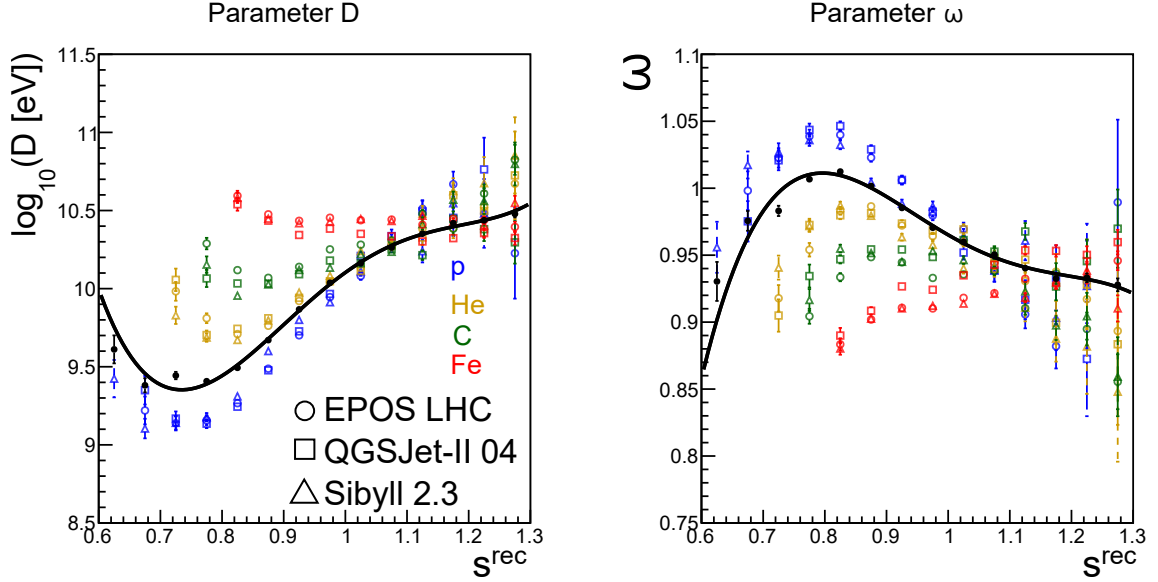 Parameter D
log10(D [eV])
11.5
11
10.5
10
9.5
9
8.5
0.6 0.7 0.8 0.9 1 1.1 1.2 1.3
s^rec
p
He
C
Fe
EPOS LHC
QGSJet-II 04
Sibyll 2.3
Parameter ω
ω
1.1
1.05
1
0.95
0.9
0.85
0.8
0.75
0.6 0.7 0.8 0.9 1 1.1 1.2 1.3
s^rec